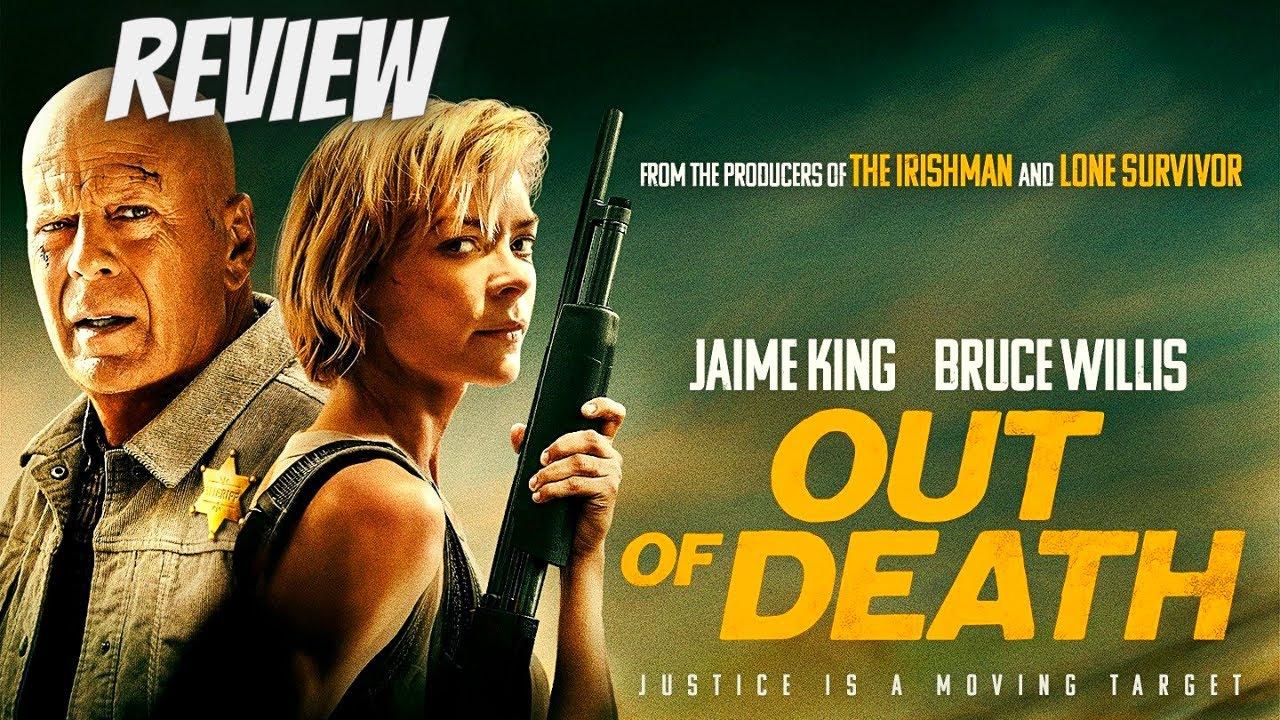 REVIEW
FROM THE PRODUCERS OF THE IRISHMAN AND LONE SURVIVOR
JAIME KING BRUCE WILLIS
OUT
OF DEATH
JUSTICE IS A MOVING TARGET
SHERIFF